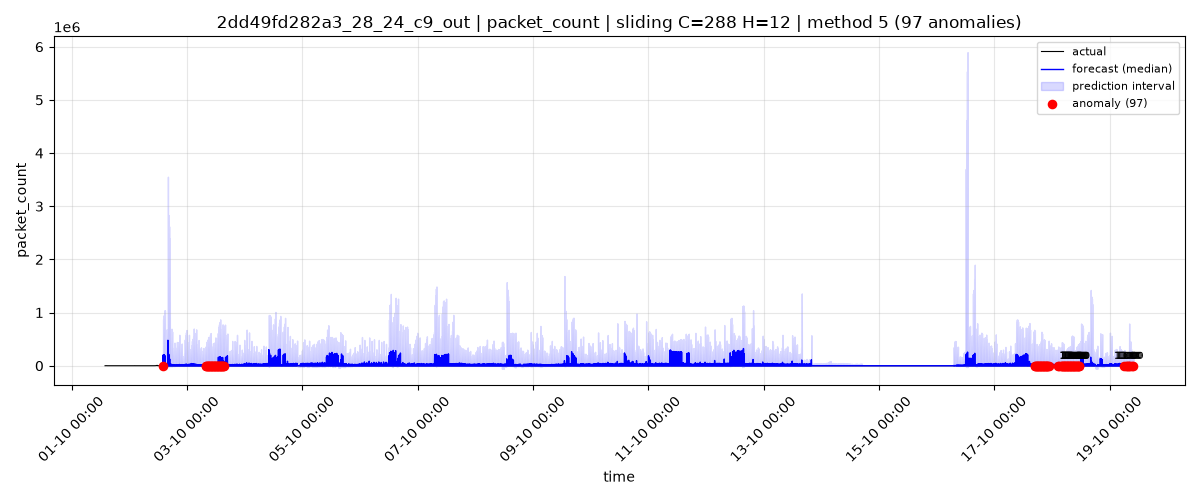 2dd49fd282a3_28_24_c9_out | packet_count | sliding C=288 H=12 | method 5 (97 anomalies)
1e6
6
5
4
3
2
1
0
packet_count
actual
forecast (median)
prediction interval
anomaly (97)
01-10 00:00
03-10 00:00
05-10 00:00
07-10 00:00
09-10 00:00
11-10 00:00
13-10 00:00
15-10 00:00
17-10 00:00
19-10 00:00
time